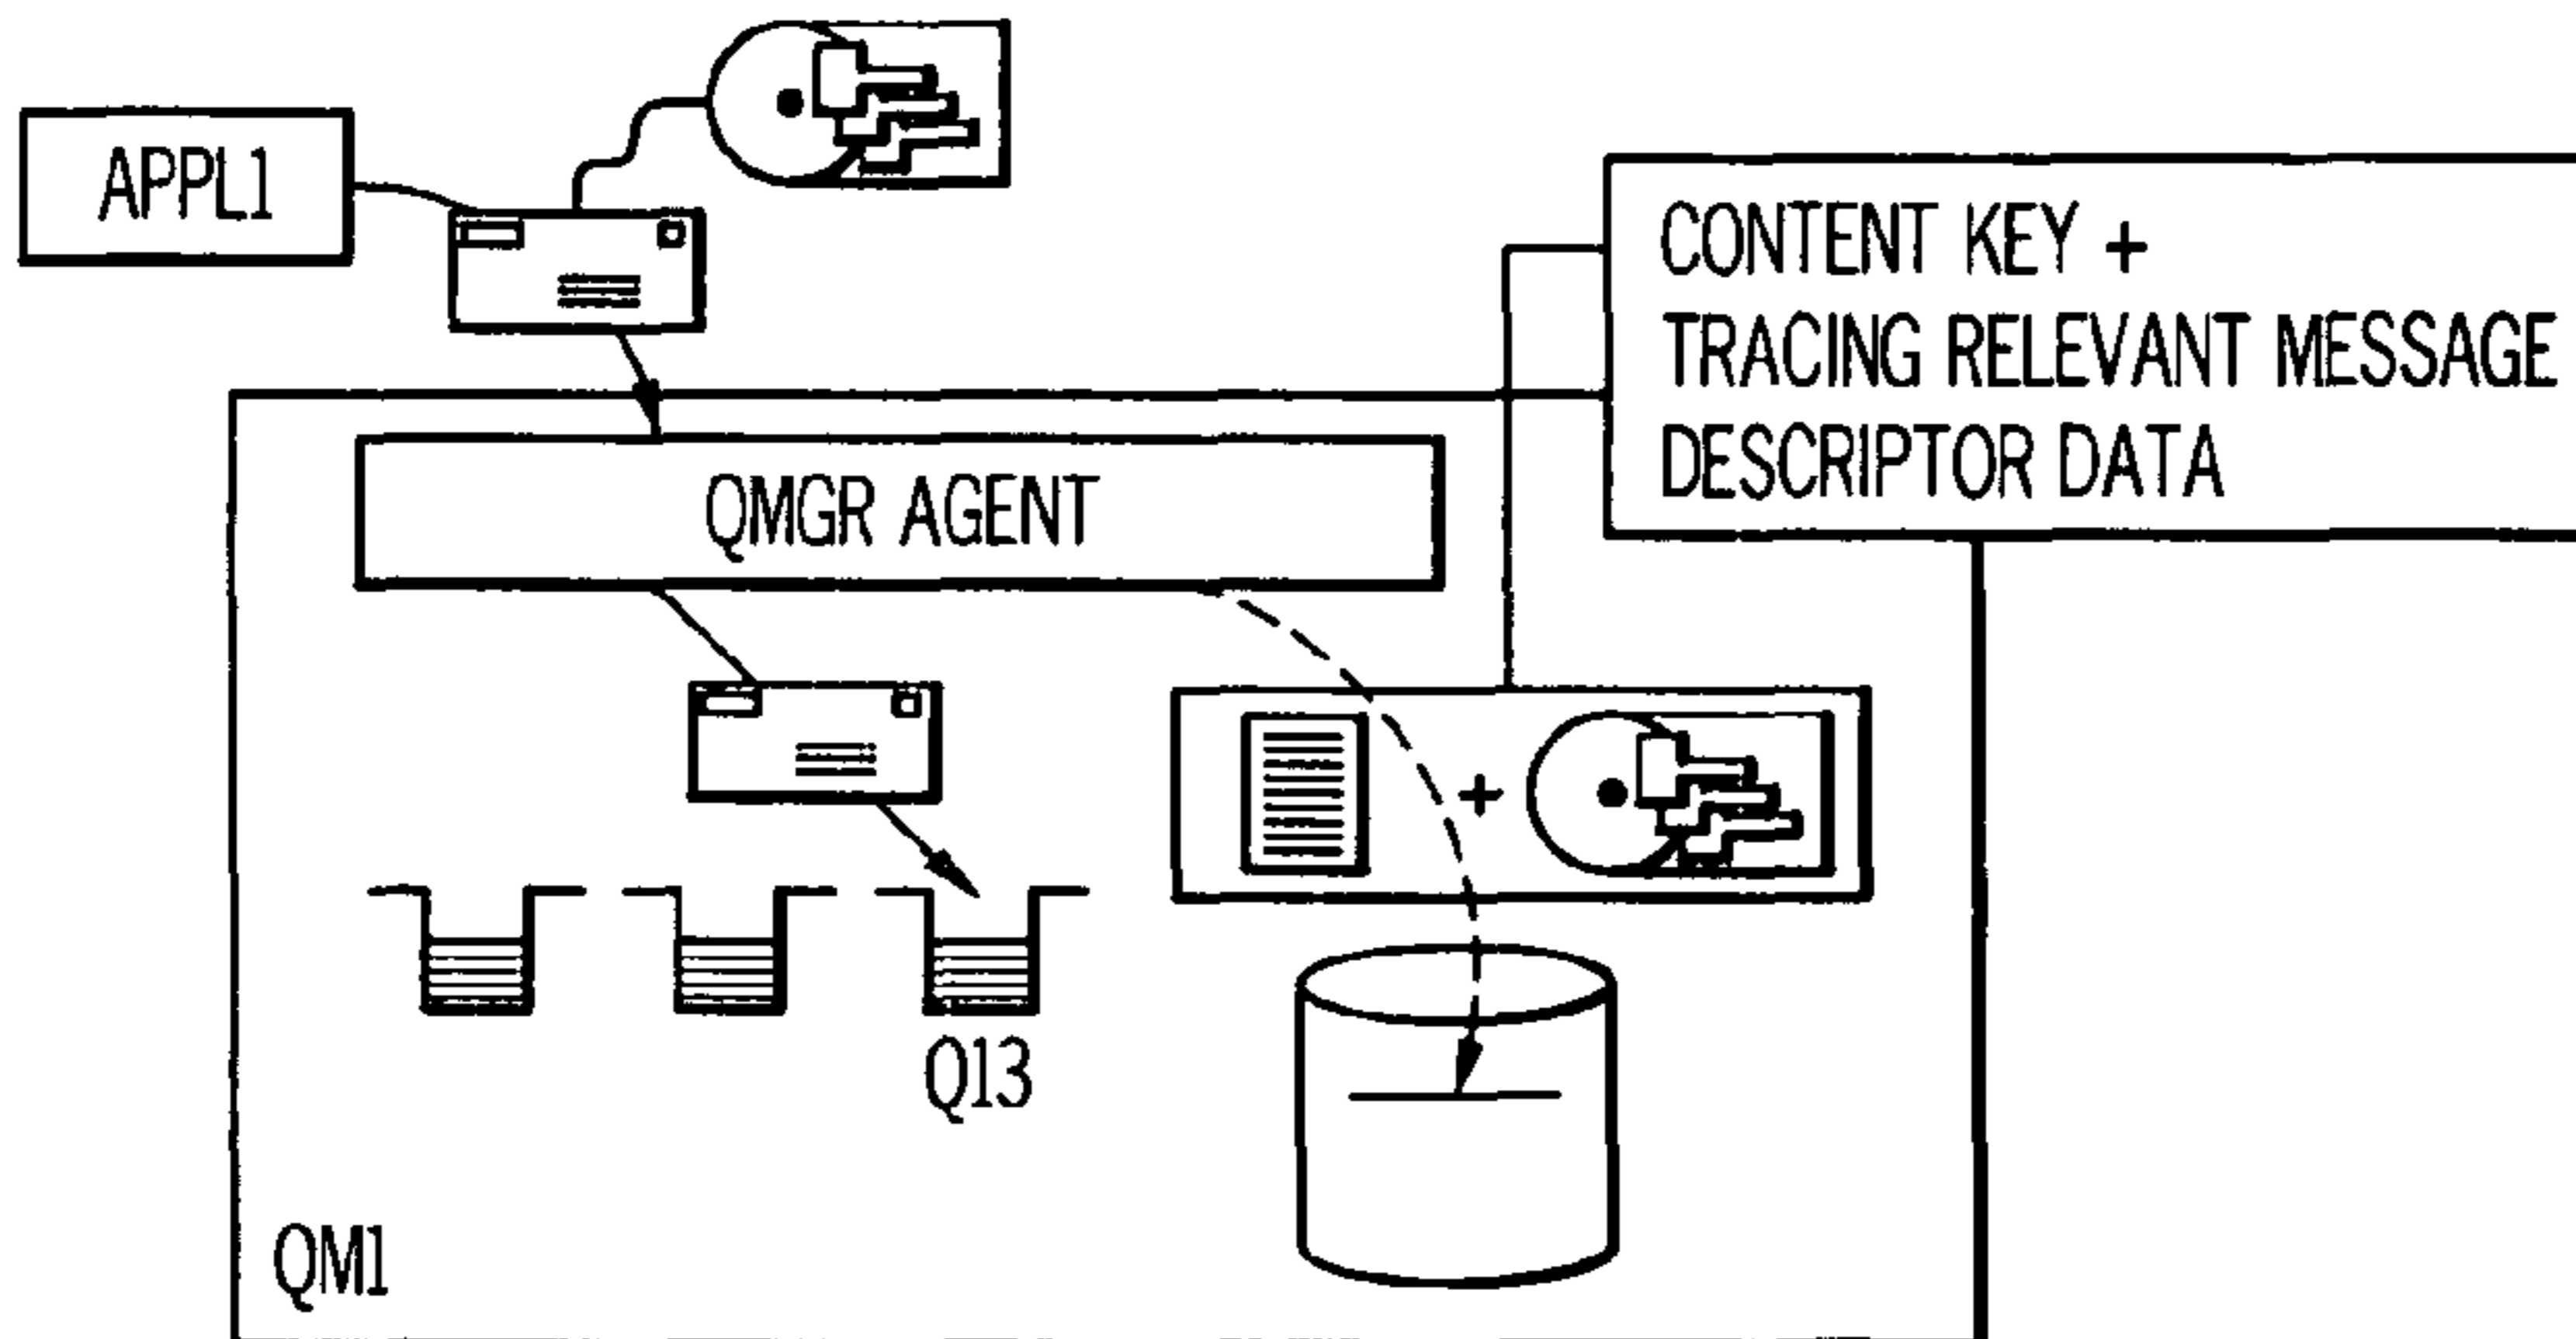 APPL1
CONTENT KEY +
TRACING RELEVANT MESSAGE
DESCRIPTOR DATA
QMGR AGENT
+
Q13
QM1